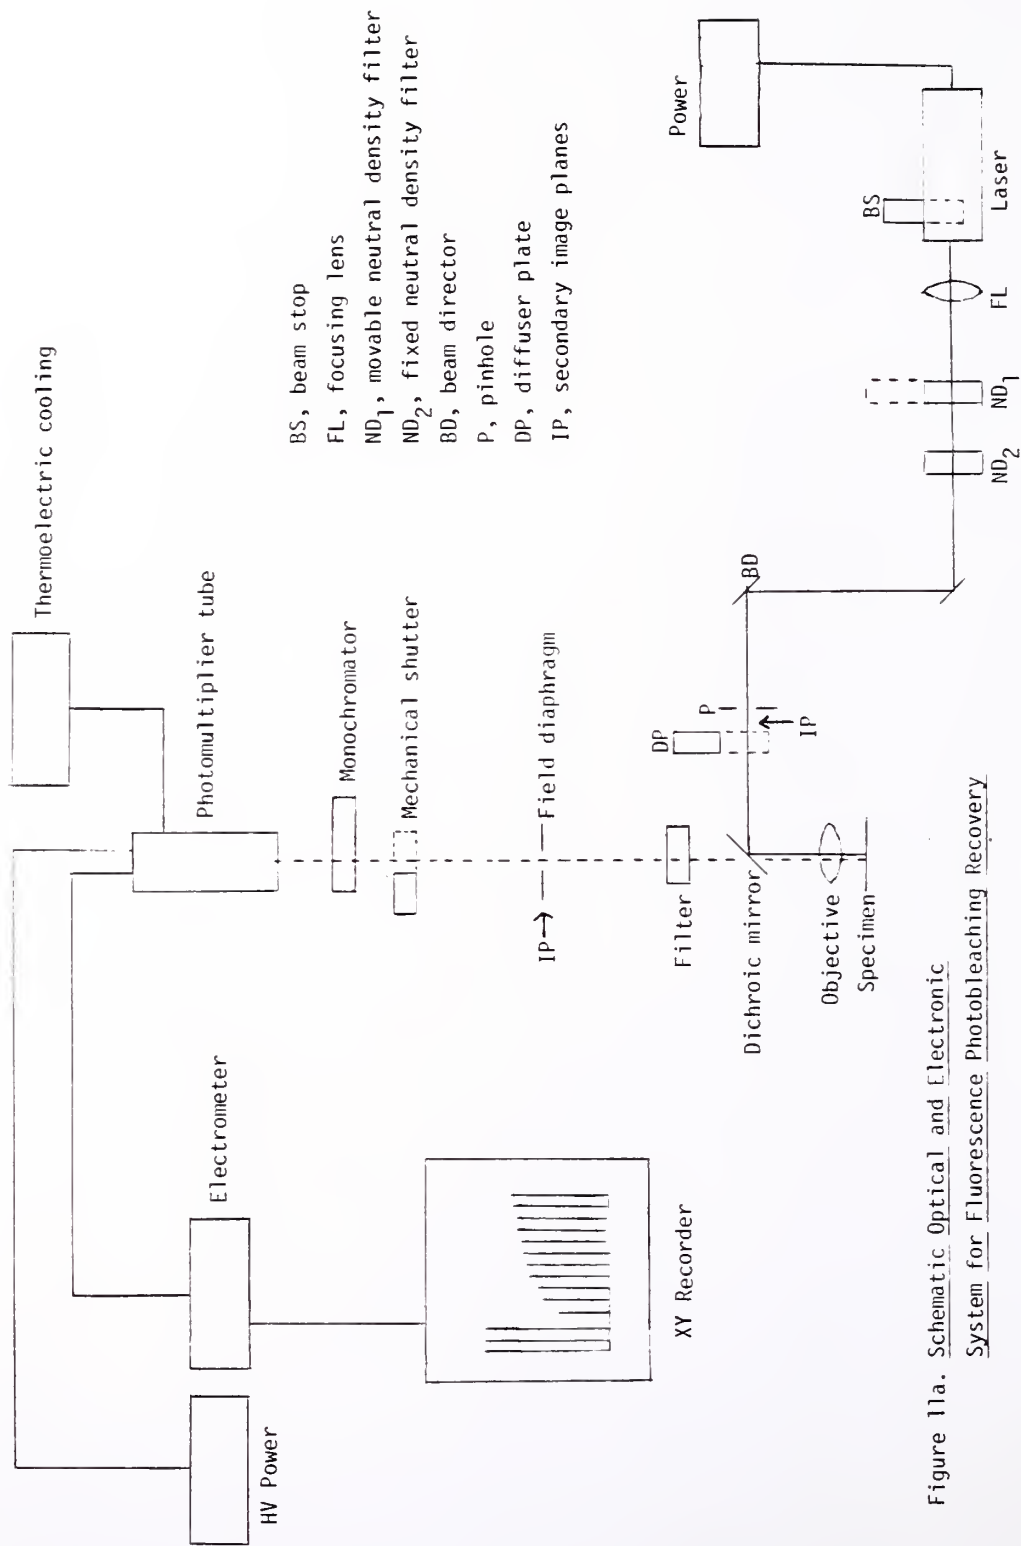 Thermoelectric cooling
Photomultiplier tube
Monochromator
Mechanical shutter
IP
Field diaphragm
Filter
Dichroic mirror
Objective
Specimen
HV Power
Electrometer
XY Recorder
BS, beam stop
FL, focusing lens
ND1, movable neutral density filter
ND2, fixed neutral density filter
BD, beam director
P, pinhole
DP, diffuser plate
IP, secondary image planes
DP
P
IP
BD
ND2
ND1
FL
BS
Laser
Power
Figure 11a. Schematic Optical and Electronic
System for Fluorescence Photobleaching Recovery